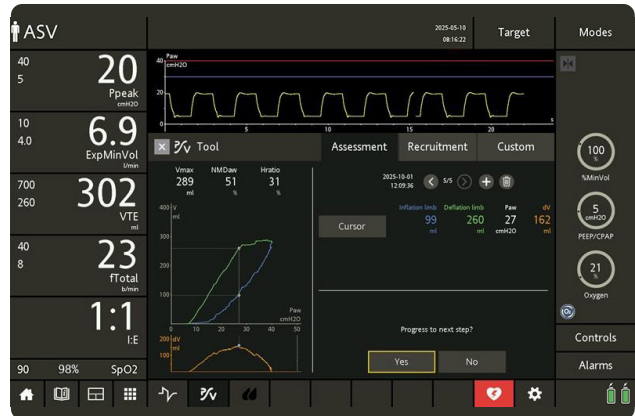 ASV
2025-05-10
08:16:22
Target
Modes
40
5
20
Ppeak
cmH2O
10
4.0
6.9
ExpMinVol
l/min
700
260
302
VTE
ml
40
8
23
fTotal
b/min
1:1
I:E
90 98% SpO2
40 Paw
cmH2O
20
0 5 10 15 20 s
× P/V Tool
Assessment
Recruitment
Custom
Vmax NMDaw Hratio
289 51 31
ml % %
2025-10-01
12:09:36
5/5
Inflation limb Deflation limb Paw dV
99 260 27 162
ml ml cmH2O ml
Cursor
400 V
ml
300
200
100
Paw
cmH2O
0 10 20 30 40 50
200 dV
ml
100
Progress to next step?
Yes
No
100
%
%MinVol
5
cmH2O
PEEP/CPAP
21
%
Oxygen
O2
Controls
Alarms
P/V